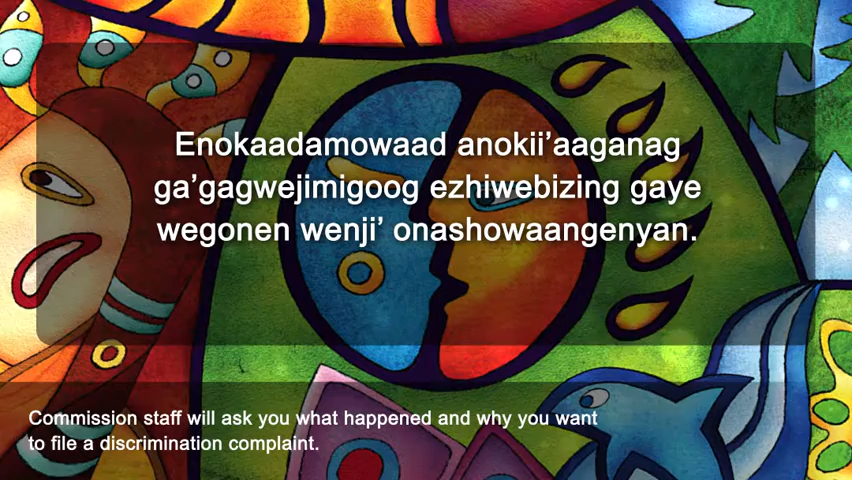 Enokaadamowaad anokii’aaganag
ga’gagwejimigoog ezhiwebizing gaye
wegonen wenji’ onashowaangenyan.
Commission staff will ask you what happened and why you want
to file a discrimination complaint.